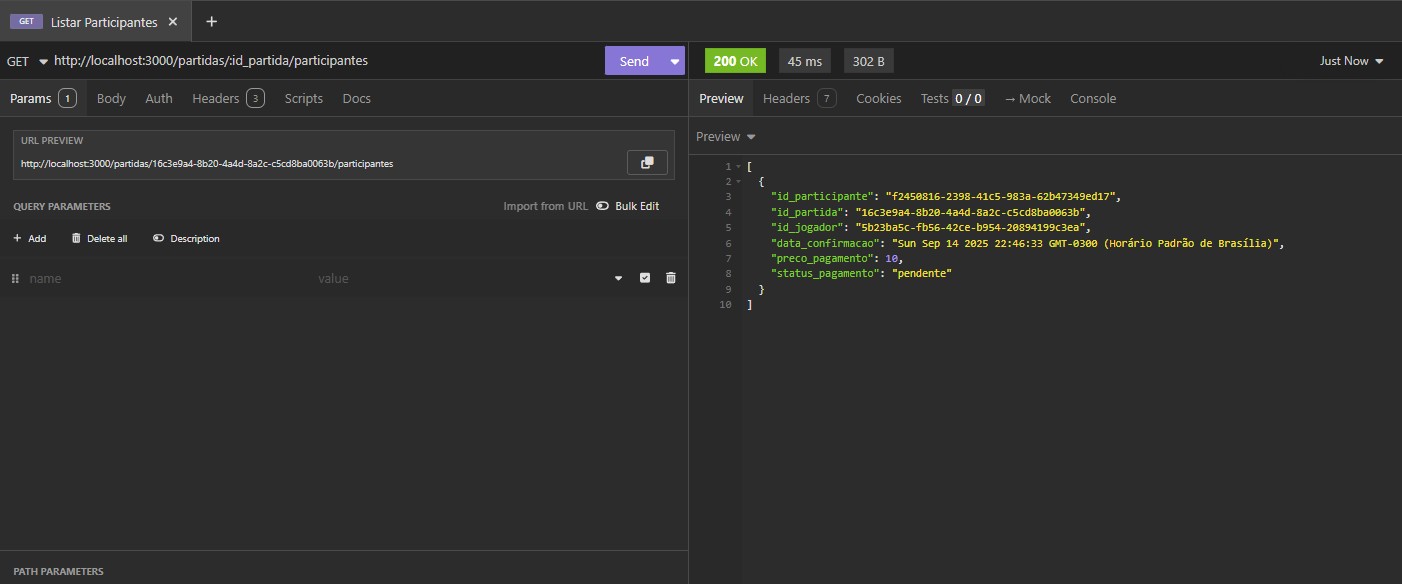 GET Listar Participantes × +
GET http://localhost:3000/partidas/:id_partida/participantes Send
200 OK 45 ms 302 B Just Now
Params 1 Body Auth Headers 3 Scripts Docs
Preview Headers 7 Cookies Tests 0 / 0 → Mock Console
URL PREVIEW
http://localhost:3000/partidas/16c3e9a4-8b20-4a4d-8a2c-c5cd8ba0063b/participantes
QUERY PARAMETERS Import from URL Bulk Edit
+ Add Delete all Description
name value
PATH PARAMETERS
Preview
1 [
2 {
3 "id_participante": "f2450816-2398-41c5-983a-62b47349ed17",
4 "id_partida": "16c3e9a4-8b20-4a4d-8a2c-c5cd8ba0063b",
5 "id_jogador": "5b23ba5c-fb56-42ce-b954-20894199c3ea",
6 "data_confirmacao": "Sun Sep 14 2025 22:46:33 GMT-0300 (Horário Padrão de Brasília)",
7 "preco_pagamento": 10,
8 "status_pagamento": "pendente"
9 }
10 ]